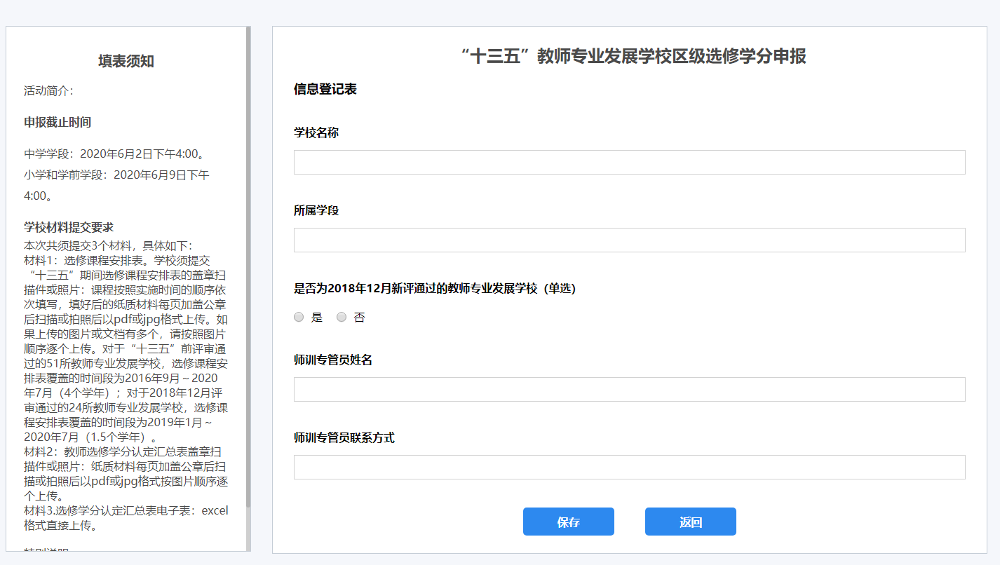 填表须知
活动简介：
申报截止时间
中学学段：2020年6月2日下午4:00。
小学和学前学段：2020年6月9日下午
4:00。
学校材料提交要求
本次共须提交3个材料，具体如下：
材料1：选修课程安排表。学校须提交
“十三五”期间选修课程安排表的盖章扫
描件或照片：课程按照实施时间的顺序依
次填写，填好后的纸质材料每页加盖公章
后扫描或拍照后以pdf或jpg格式上传。如
果上传的图片或文档有多个，请按照图片
顺序逐个上传。对于“十三五”前评审通
过的51所教师专业发展学校，选修课程安
排表覆盖的时间段为2016年9月～2020
年7月（4个学年）；对于2018年12月评
审通过的24所教师专业发展学校，选修课
程安排表覆盖的时间段为2019年1月～
2020年7月（1.5个学年）。
材料2：教师选修学分认定汇总表盖章扫
描件或照片：纸质材料每页加盖公章后扫
描或拍照后以pdf或jpg格式按图片顺序逐
个上传。
材料3.选修学分认定汇总表电子表：excel
格式直接上传。
“十三五”教师专业发展学校区级选修学分申报
信息登记表
学校名称
所属学段
是否为2018年12月新评通过的教师专业发展学校（单选）
是 否
师训专管员姓名
师训专管员联系方式
保存 返回